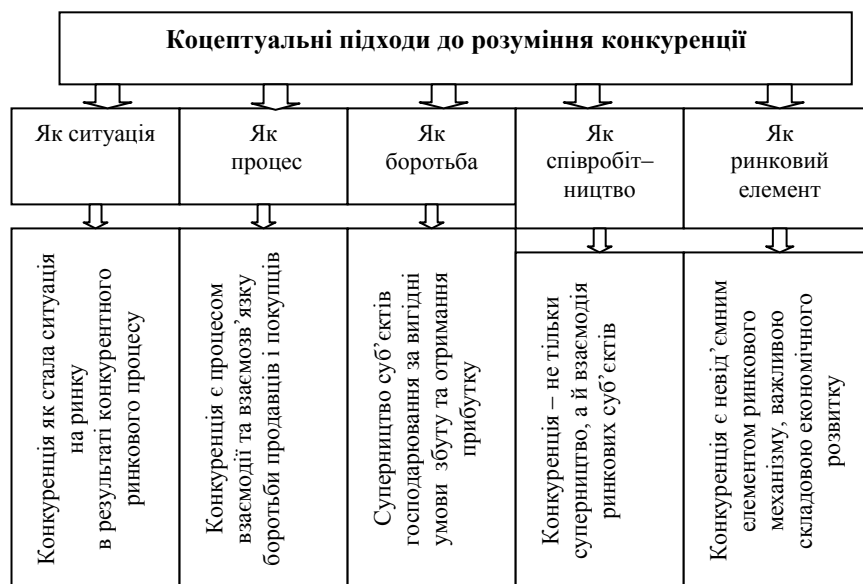 Коцептуальні підходи до розуміння конкуренції
Як ситуація
Як
процес
Як
боротьба
Як
співробіт–
ництво
Як
ринковий
елемент
Конкуренція як стала ситуація
на ринку
в результаті конкурентного
ринкового процесу
Конкуренція є процесом
взаємодії та взаємозв’язку
боротьби продавців і покупців
Суперництво суб’єктів
господарювання за вигідні
умови збуту та отримання
прибутку
Конкуренція – не тільки
суперництво, а й взаємодія
ринкових суб’єктів
Конкуренція є невід’ємним
елементом ринкового
механізму, важливою
складовою економічного
розвитку